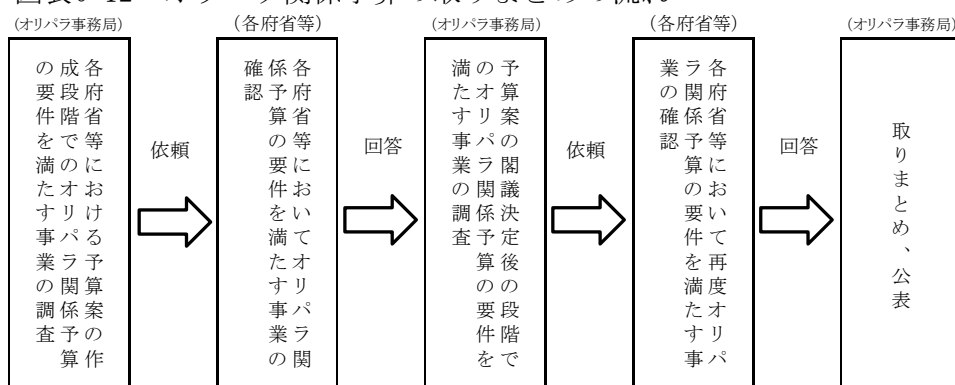 (オリパラ事務局)
各府省等における予算案の作
成段階でのオリパラ関係予算
の要件を満たす事業の調査
依頼
(各府省等)
各府省等においてオリパラ関
係予算の要件を満たす事業の
確認
回答
(オリパラ事務局)
予算案の閣議決定後の段階で
のオリパラ関係予算の要件を
満たす事業の調査
依頼
(各府省等)
各府省等において再度オリパ
ラ関係予算の要件を満たす事
業の確認
回答
(オリパラ事務局)
取りまとめ、公表